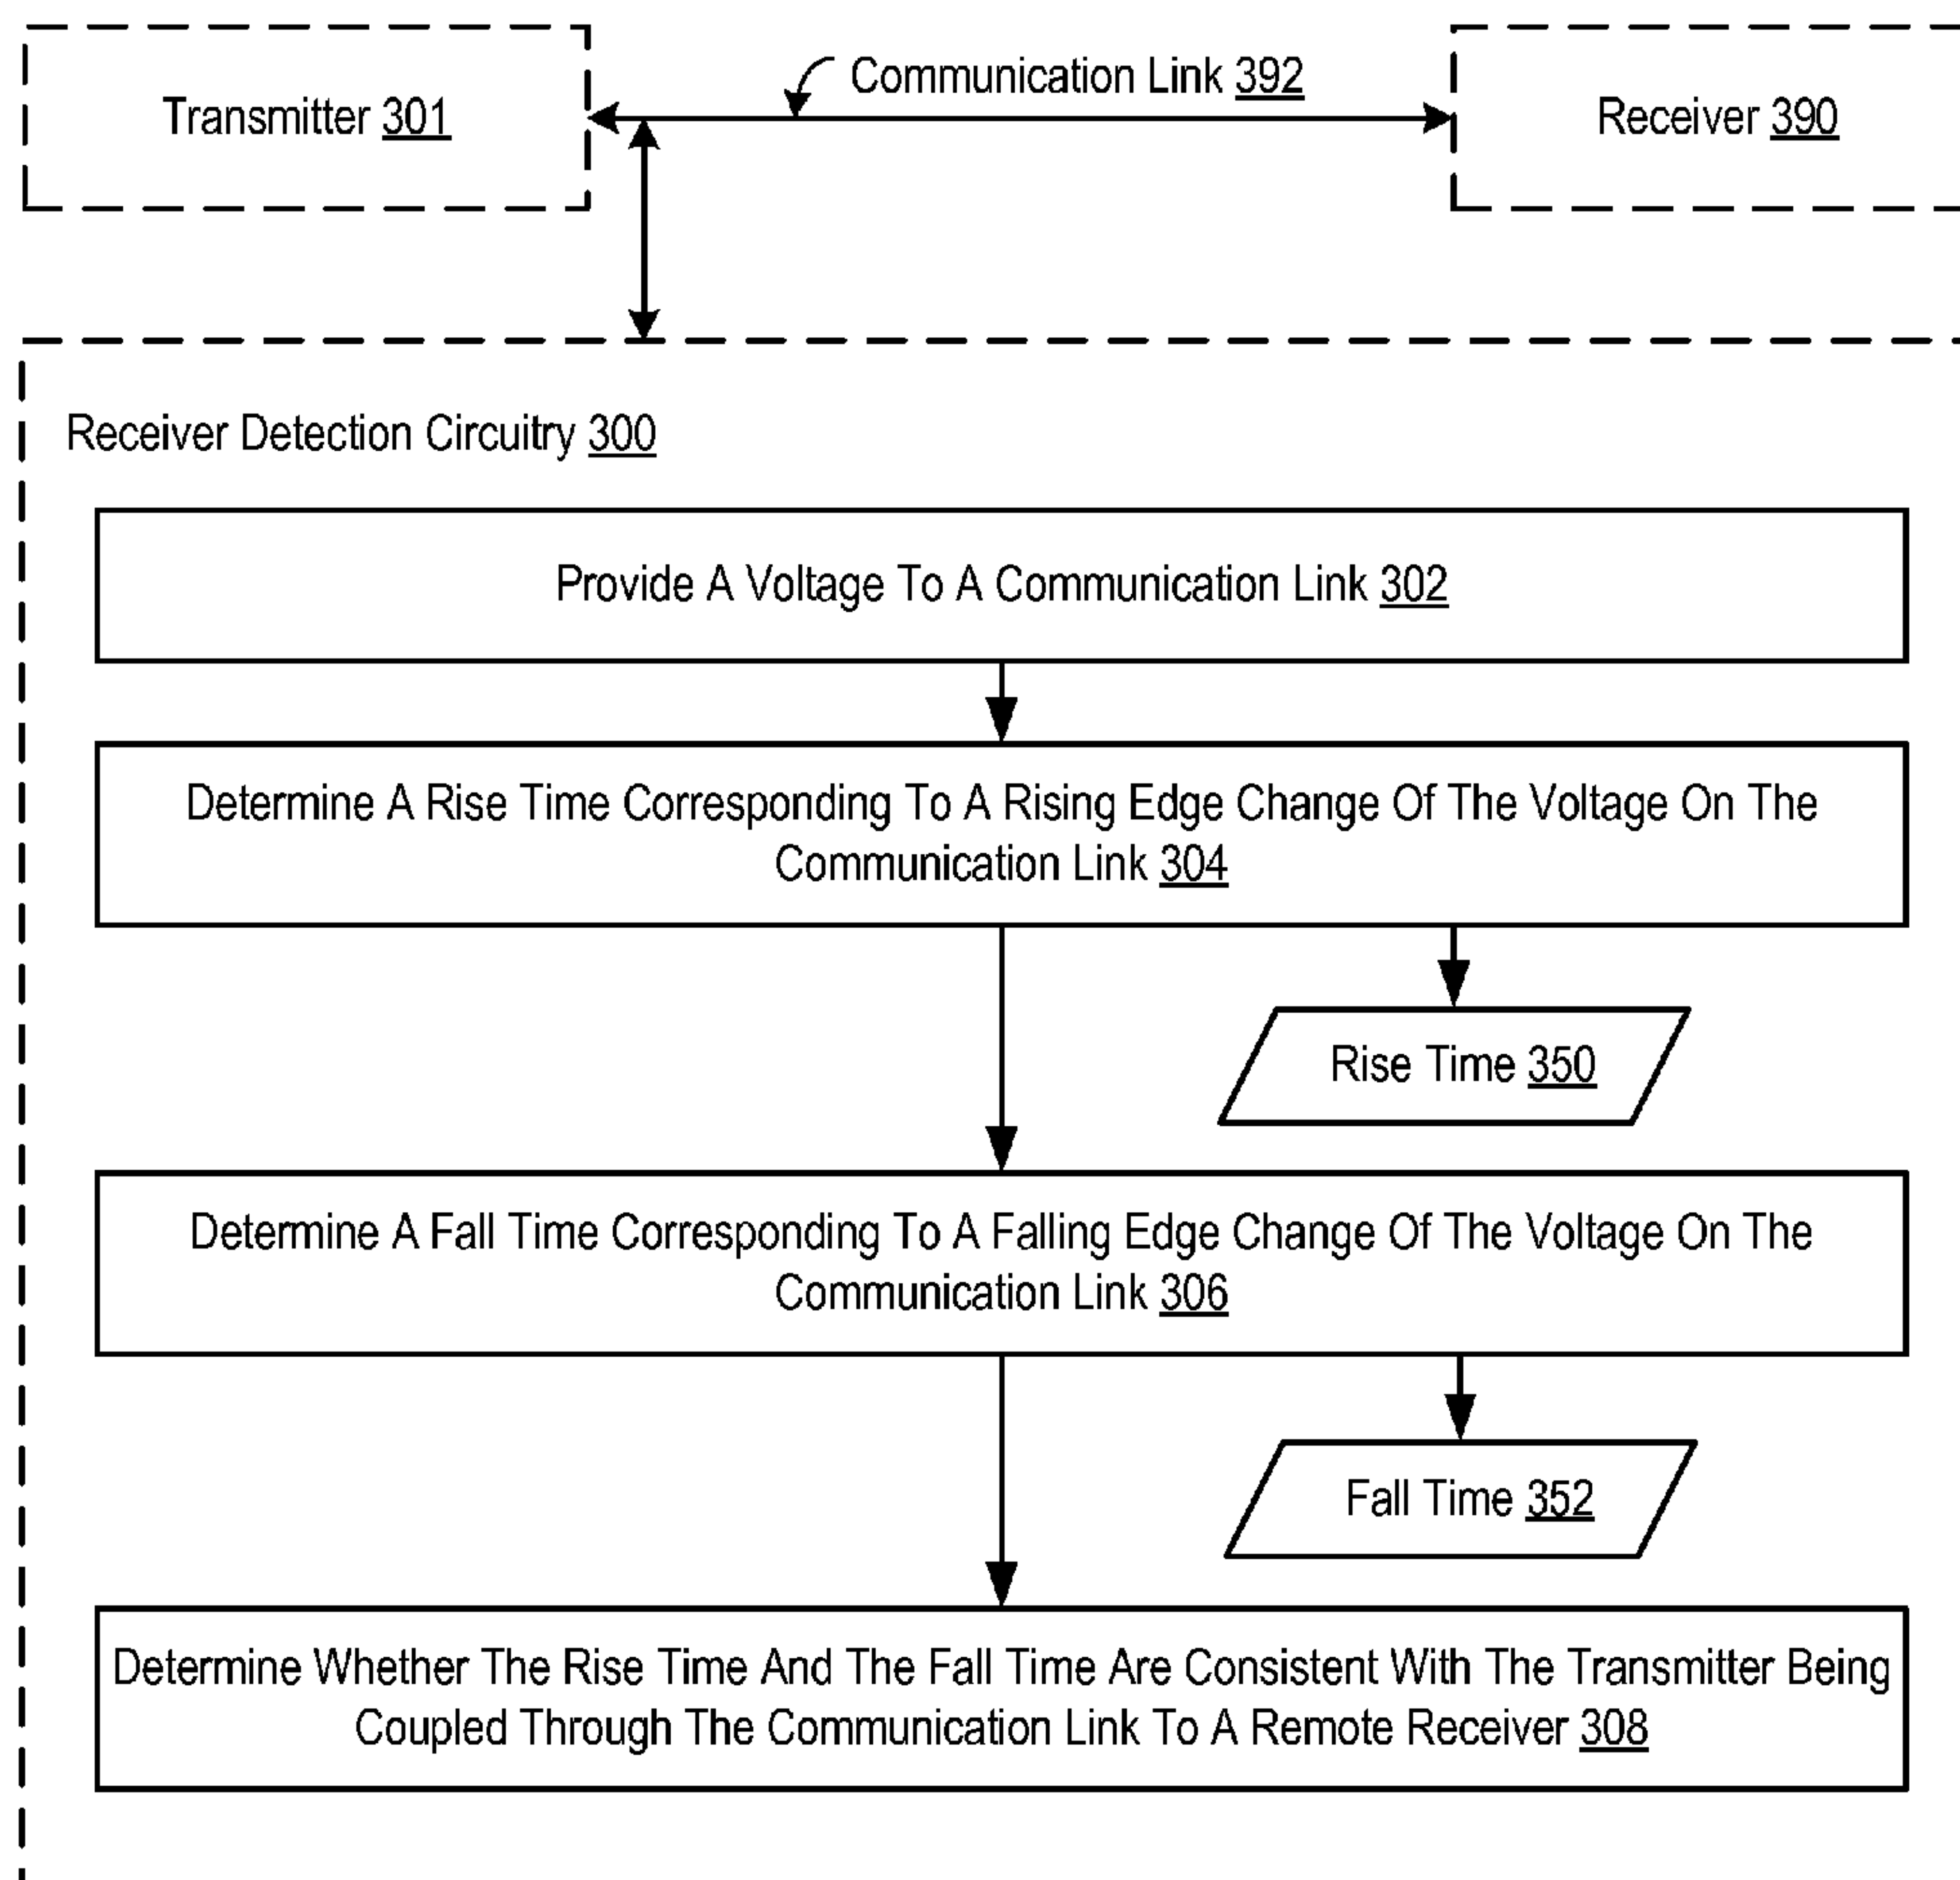 Transmitter 301
Communication Link 392
Receiver 390
Receiver Detection Circuitry 300
Provide A Voltage To A Communication Link 302
Determine A Rise Time Corresponding To A Rising Edge Change Of The Voltage On The
Communication Link 304
Rise Time 350
Determine A Fall Time Corresponding To A Falling Edge Change Of The Voltage On The
Communication Link 306
Fall Time 352
Determine Whether The Rise Time And The Fall Time Are Consistent With The Transmitter Being
Coupled Through The Communication Link To A Remote Receiver 308